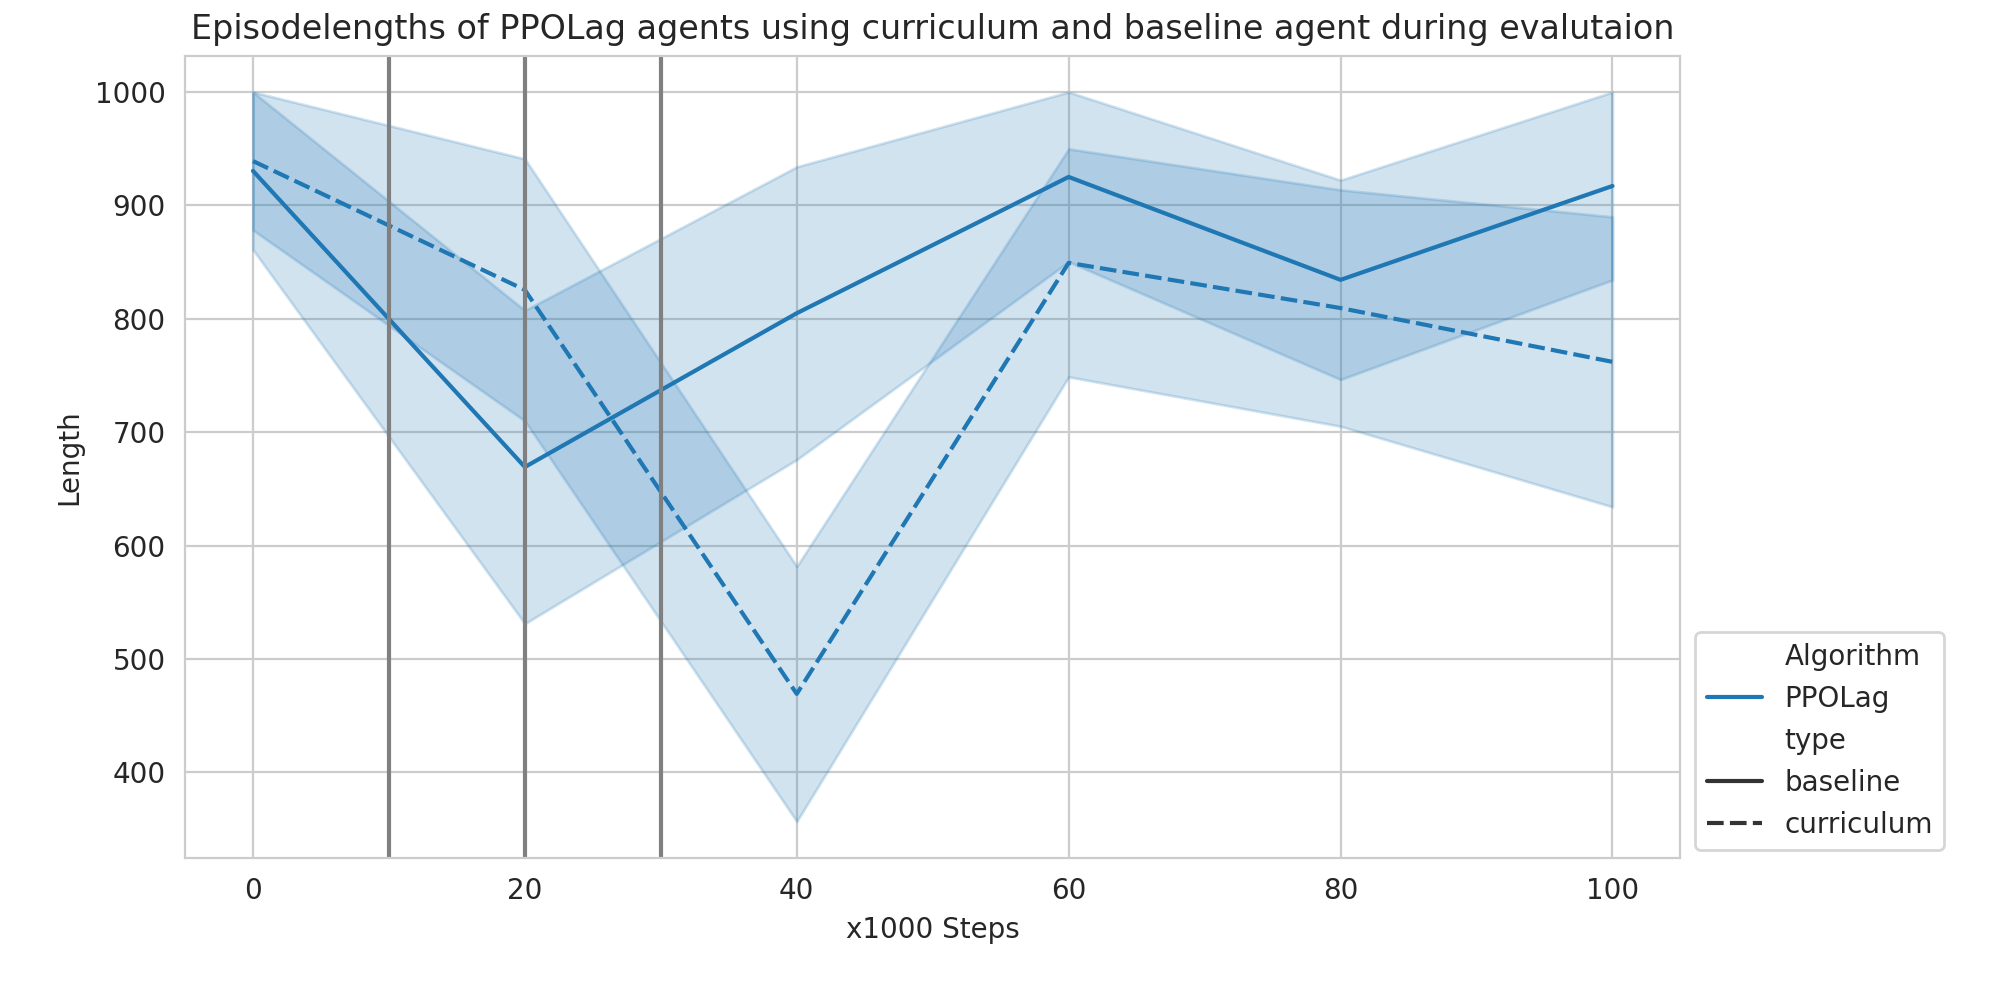 Episodelengths of PPOLag agents using curriculum and baseline agent during evalutaion
1000
900
800
700
600
500
400
Length
0 20 40 60 80 100
x1000 Steps
Algorithm
PPOLag
type
baseline
curriculum